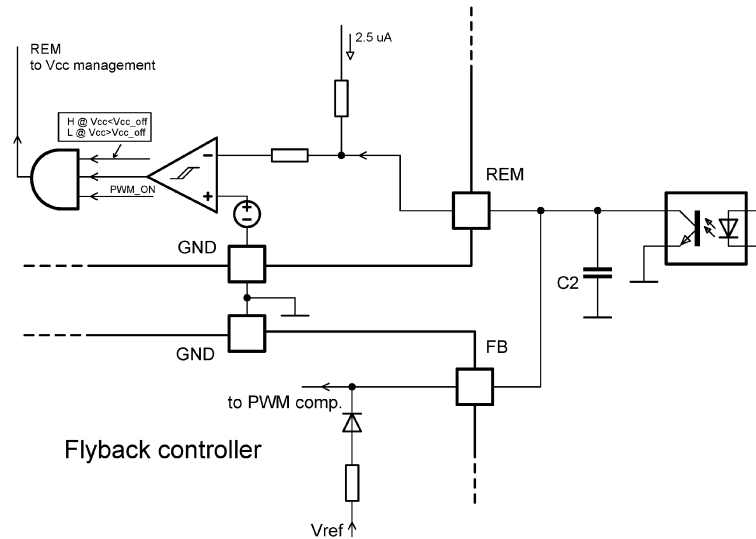 REM
to Vcc management
2.5 uA
H @ Vcc<Vcc_off
L @ Vcc>Vcc_off
PWM_ON
REM
GND
C2
GND
FB
to PWM comp.
Flyback controller
Vref